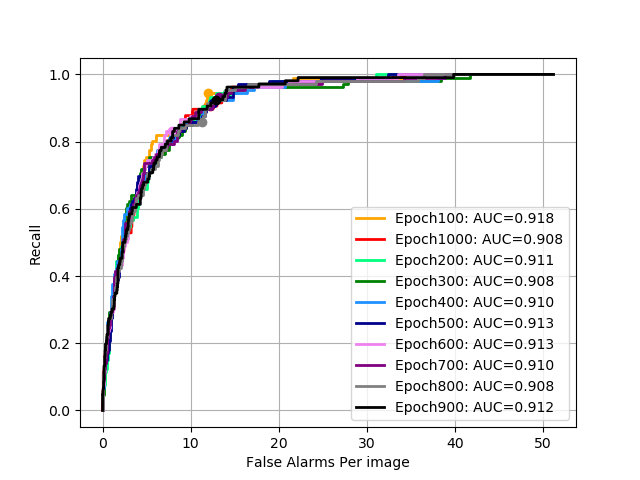 1.0
0.8
0.6
0.4
0.2
0.0
Recall
0
10
20
30
40
50
False Alarms Per image
Epoch100: AUC=0.918
Epoch1000: AUC=0.908
Epoch200: AUC=0.911
Epoch300: AUC=0.908
Epoch400: AUC=0.910
Epoch500: AUC=0.913
Epoch600: AUC=0.913
Epoch700: AUC=0.910
Epoch800: AUC=0.908
Epoch900: AUC=0.912